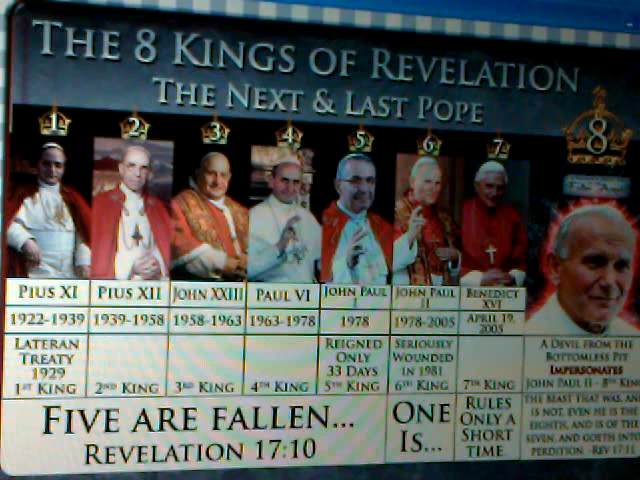 THE 8 KINGS OF REVELATION
THE NEXT & LAST POPE
1 2 3 4 5 6 7 8
PIUS XI
1922-1939
LATERAN
TREATY
1929
1ST KING
PIUS XII
1939-1958
2ND KING
JOHN XXIII
1958-1963
3RD KING
PAUL VI
1963-1978
4TH KING
JOHN PAUL
1978
REIGNED
ONLY
33 DAYS
5TH KING
JOHN PAUL
II
1978-2005
SERIOUSLY
WOUNDED
IN 1981
6TH KING
BENEDICT
XVI
APRIL 19,
2005
7TH KING
A DEVIL FROM THE
BOTTOMLESS PIT
IMPERSONATES
JOHN PAUL II - 8TH KING
FIVE ARE FALLEN...
REVELATION 17:10
ONE
IS...
RULES
ONLY A
SHORT
TIME.
THE BEAST THAT WAS, AND
IS NOT, EVEN HE IS THE
EIGHTH, AND IS OF THE
SEVEN, AND GOETH INTO
PERDITION. -REV 17:11